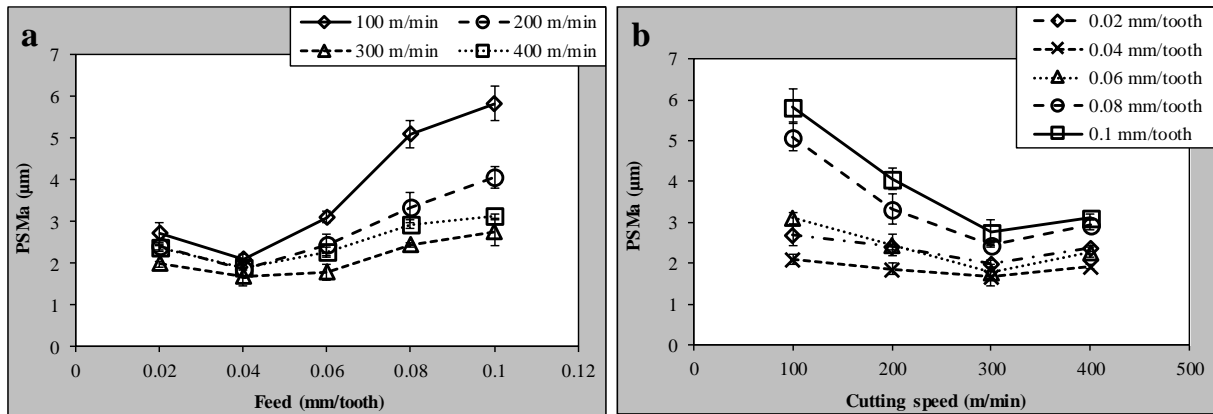 a
100 m/min 200 m/min
300 m/min 400 m/min
7
6
5
4
3
2
1
0
PSMa (µm)
0 0.02 0.04 0.06 0.08 0.1 0.12
Feed (mm/tooth)
b
0.02 mm/tooth
0.04 mm/tooth
0.06 mm/tooth
0.08 mm/tooth
0.1 mm/tooth
7
6
5
4
3
2
1
0
PSMa (µm)
0 100 200 300 400 500
Cutting speed (m/min)